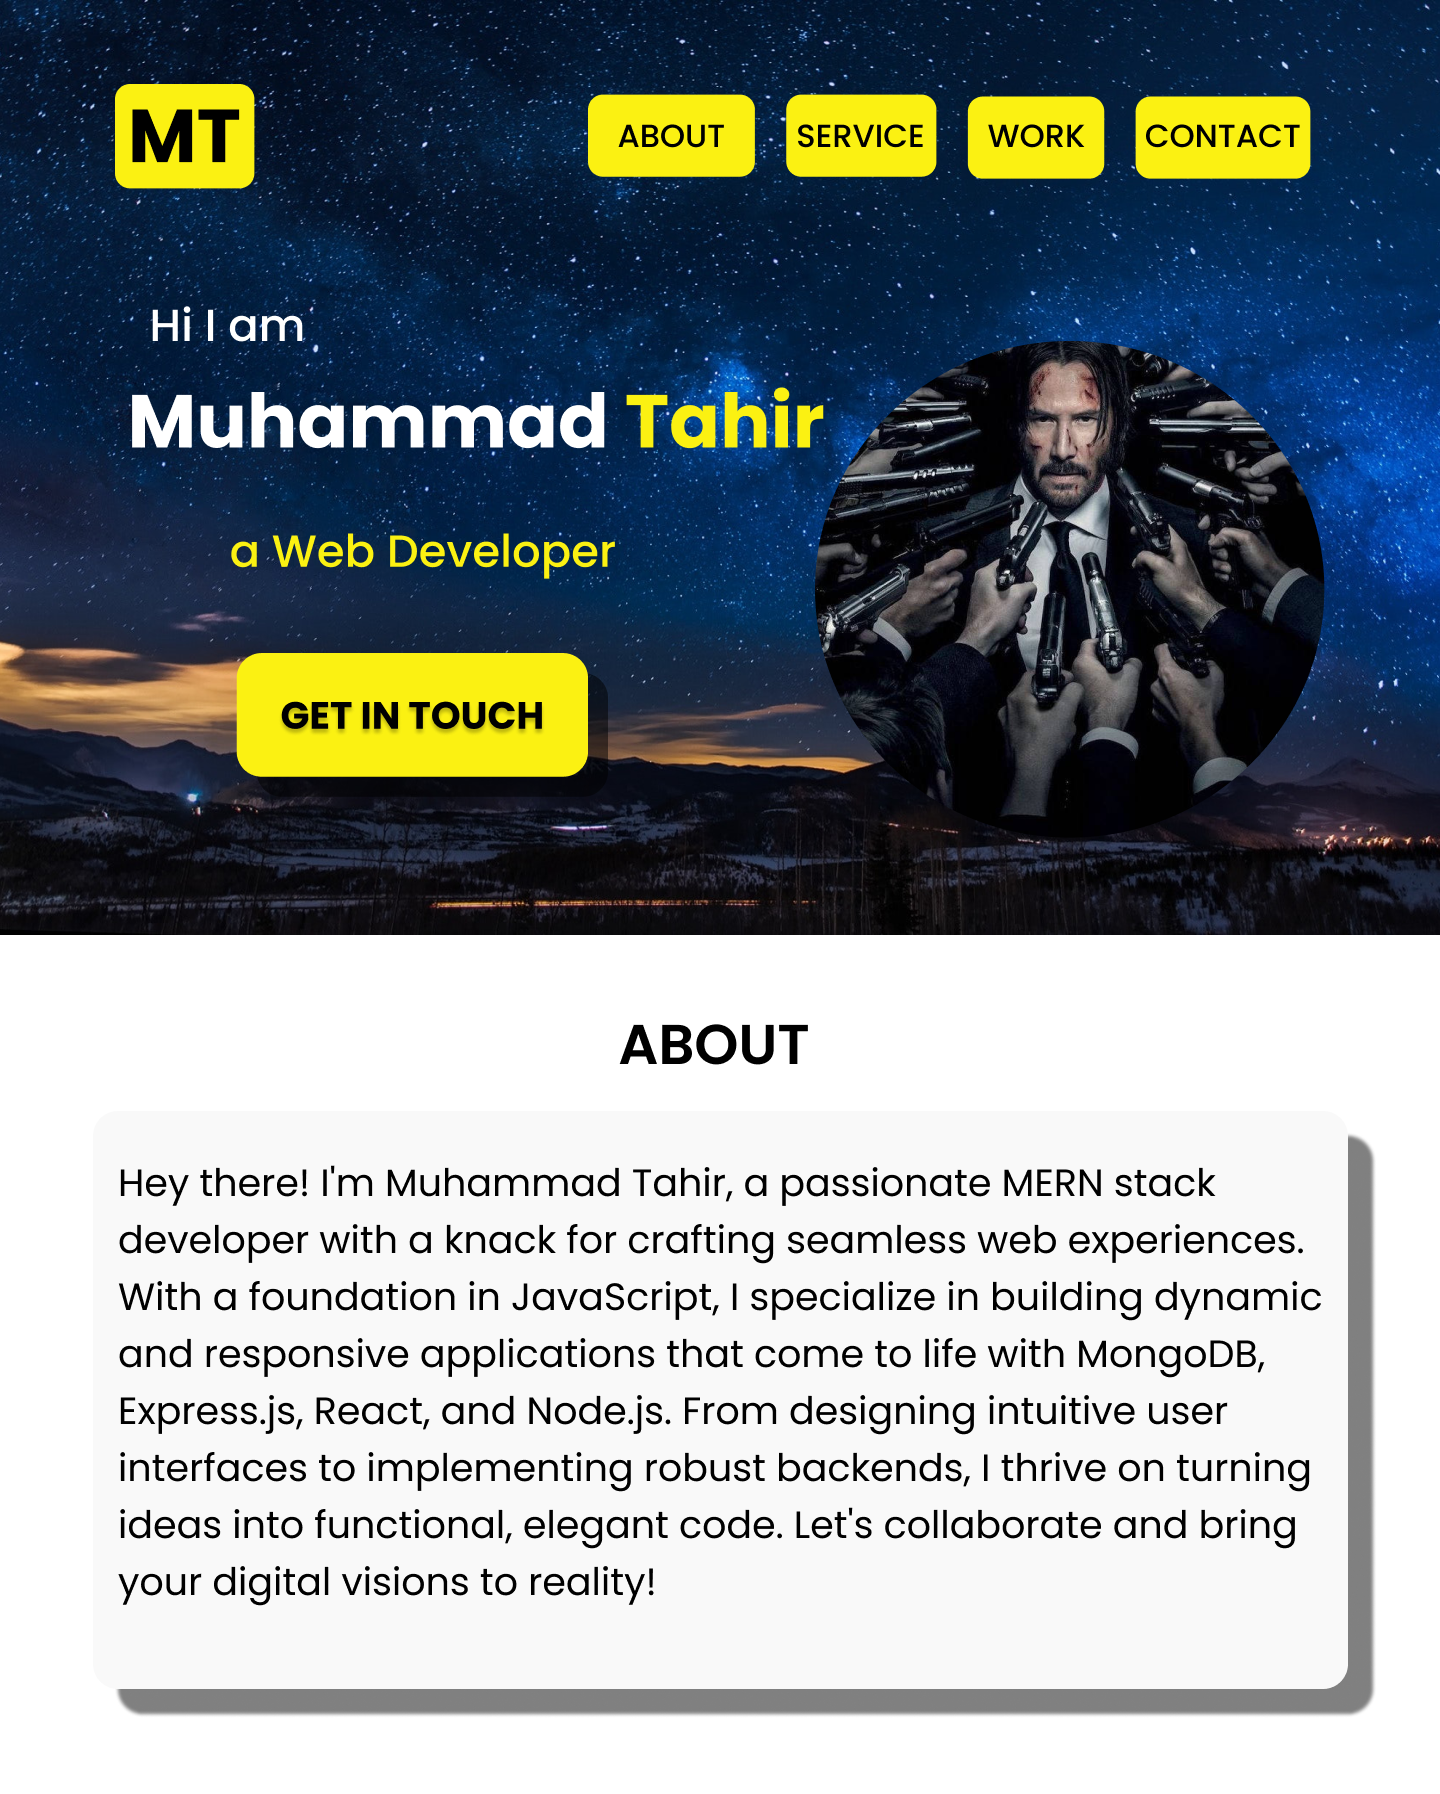 MT
ABOUT
SERVICE
WORK
CONTACT
Hi I am
Muhammad Tahir
a Web Developer
GET IN TOUCH
ABOUT
Hey there! I'm Muhammad Tahir, a passionate MERN stack
developer with a knack for crafting seamless web experiences.
With a foundation in JavaScript, I specialize in building dynamic
and responsive applications that come to life with MongoDB,
Express.js, React, and Node.js. From designing intuitive user
interfaces to implementing robust backends, I thrive on turning
ideas into functional, elegant code. Let's collaborate and bring
your digital visions to reality!